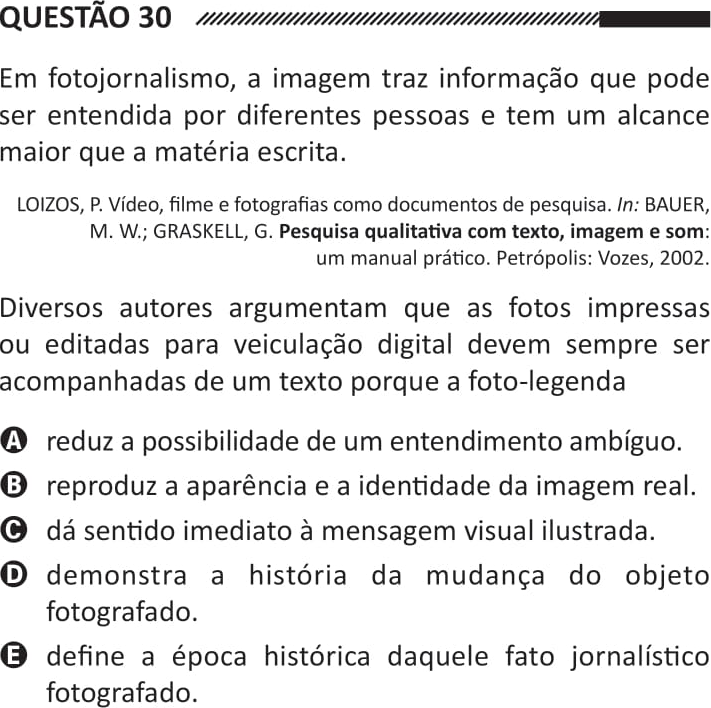 QUESTÃO 30
Em fotojornalismo, a imagem traz informação que pode
ser entendida por diferentes pessoas e tem um alcance
maior que a matéria escrita.
LOIZOS, P. Vídeo, filme e fotografias como documentos de pesquisa. In: BAUER,
M. W.; GRASKELL, G. Pesquisa qualitativa com texto, imagem e som:
um manual prático. Petrópolis: Vozes, 2002.
Diversos autores argumentam que as fotos impressas
ou editadas para veiculação digital devem sempre ser
acompanhadas de um texto porque a foto-legenda
A reduz a possibilidade de um entendimento ambíguo.
B reproduz a aparência e a identidade da imagem real.
C dá sentido imediato à mensagem visual ilustrada.
D demonstra a história da mudança do objeto
fotografado.
E define a época histórica daquele fato jornalístico
fotografado.